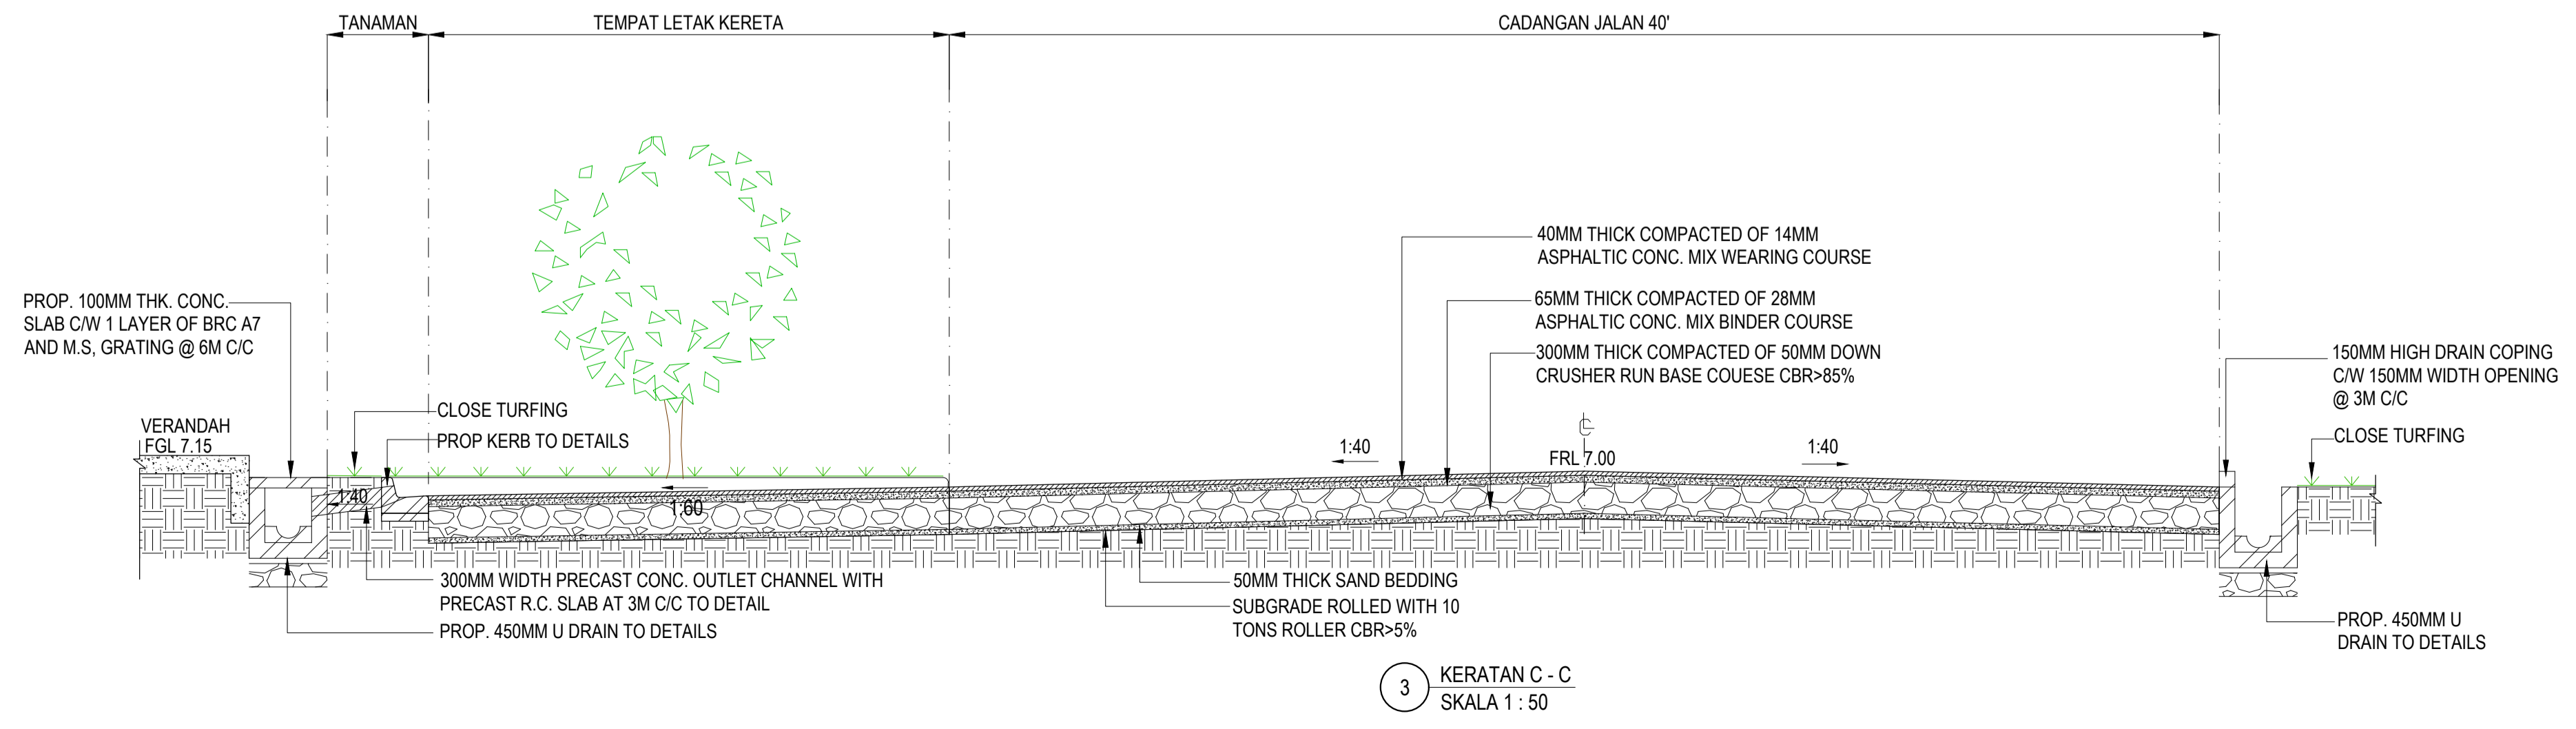 TANAMAN
TEMPAT LETAK KERETA
CADANGAN JALAN 40'
40MM THICK COMPACTED OF 14MM
ASPHALTIC CONC. MIX WEARING COURSE
PROP. 100MM THK. CONC.
SLAB C/W 1 LAYER OF BRC A7
AND M.S, GRATING @ 6M C/C
65MM THICK COMPACTED OF 28MM
ASPHALTIC CONC. MIX BINDER COURSE
300MM THICK COMPACTED OF 50MM DOWN
CRUSHER RUN BASE COUESE CBR>85%
150MM HIGH DRAIN COPING
C/W 150MM WIDTH OPENING
@ 3M C/C
CLOSE TURFING
VERANDAH
FGL 7.15
PROP KERB TO DETAILS
CLOSE TURFING
1:40
FRL 7.00
1:40
1:40
1:60
300MM WIDTH PRECAST CONC. OUTLET CHANNEL WITH
PRECAST R.C. SLAB AT 3M C/C TO DETAIL
PROP. 450MM U DRAIN TO DETAILS
50MM THICK SAND BEDDING
SUBGRADE ROLLED WITH 10
TONS ROLLER CBR>5%
PROP. 450MM U
DRAIN TO DETAILS
3
KERATAN C - C
SKALA 1 : 50